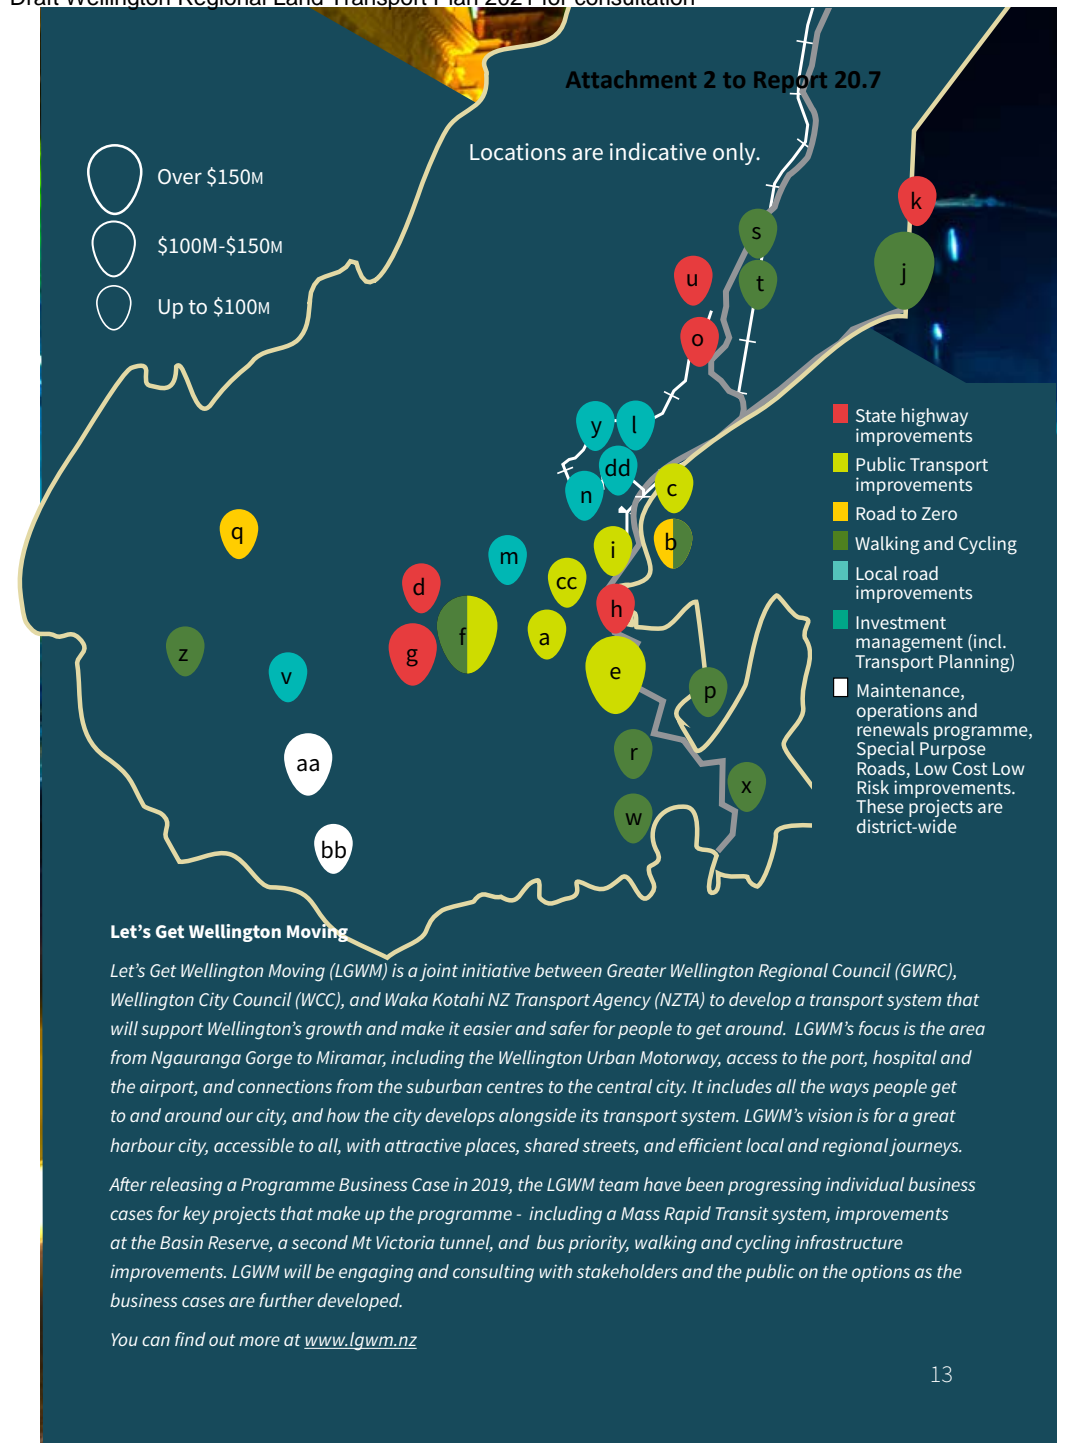 Draft Wellington Regional Land Transport Plan 2021 for consultation
Attachment 2 to Report 20.7
Locations are indicative only.
Over $150M
$100M-$150M
Up to $100M
k
s
j
u
t
o
y
l
dd
n
c
q
b
i
m
cc
d
h
f
a
z
g
v
e
p
r
aa
x
w
bb
State highway
improvements
Public Transport
improvements
Road to Zero
Walking and Cycling
Local road
improvements
Investment
management (incl.
Transport Planning)
Maintenance,
operations and
renewals programme,
Special Purpose
Roads, Low Cost Low
Risk improvements.
These projects are
district-wide
Let’s Get Wellington Moving
Let’s Get Wellington Moving (LGWM) is a joint initiative between Greater Wellington Regional Council (GWRC),
Wellington City Council (WCC), and Waka Kotahi NZ Transport Agency (NZTA) to develop a transport system that
will support Wellington’s growth and make it easier and safer for people to get around.  LGWM’s focus is the area
from Ngauranga Gorge to Miramar, including the Wellington Urban Motorway, access to the port, hospital and
the airport, and connections from the suburban centres to the central city. It includes all the ways people get
to and around our city, and how the city develops alongside its transport system. LGWM’s vision is for a great
harbour city, accessible to all, with attractive places, shared streets, and efficient local and regional journeys.
After releasing a Programme Business Case in 2019, the LGWM team have been progressing individual business
cases for key projects that make up the programme -  including a Mass Rapid Transit system, improvements
at the Basin Reserve, a second Mt Victoria tunnel, and  bus priority, walking and cycling infrastructure
improvements. LGWM will be engaging and consulting with stakeholders and the public on the options as the
business cases are further developed.
You can find out more at www.lgwm.nz
13